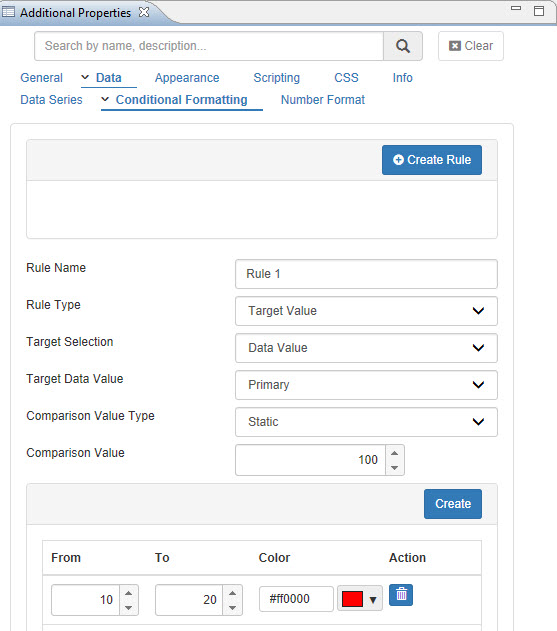 Additional Properties
Search by name, description...
Clear
General Data Appearance Scripting CSS Info
Data Series Conditional Formatting Number Format
Create Rule
Rule Name Rule 1
Rule Type Target Value
Target Selection Data Value
Target Data Value Primary
Comparison Value Type Static
Comparison Value 100
Create
From To Color Action
10 20 #ff0000